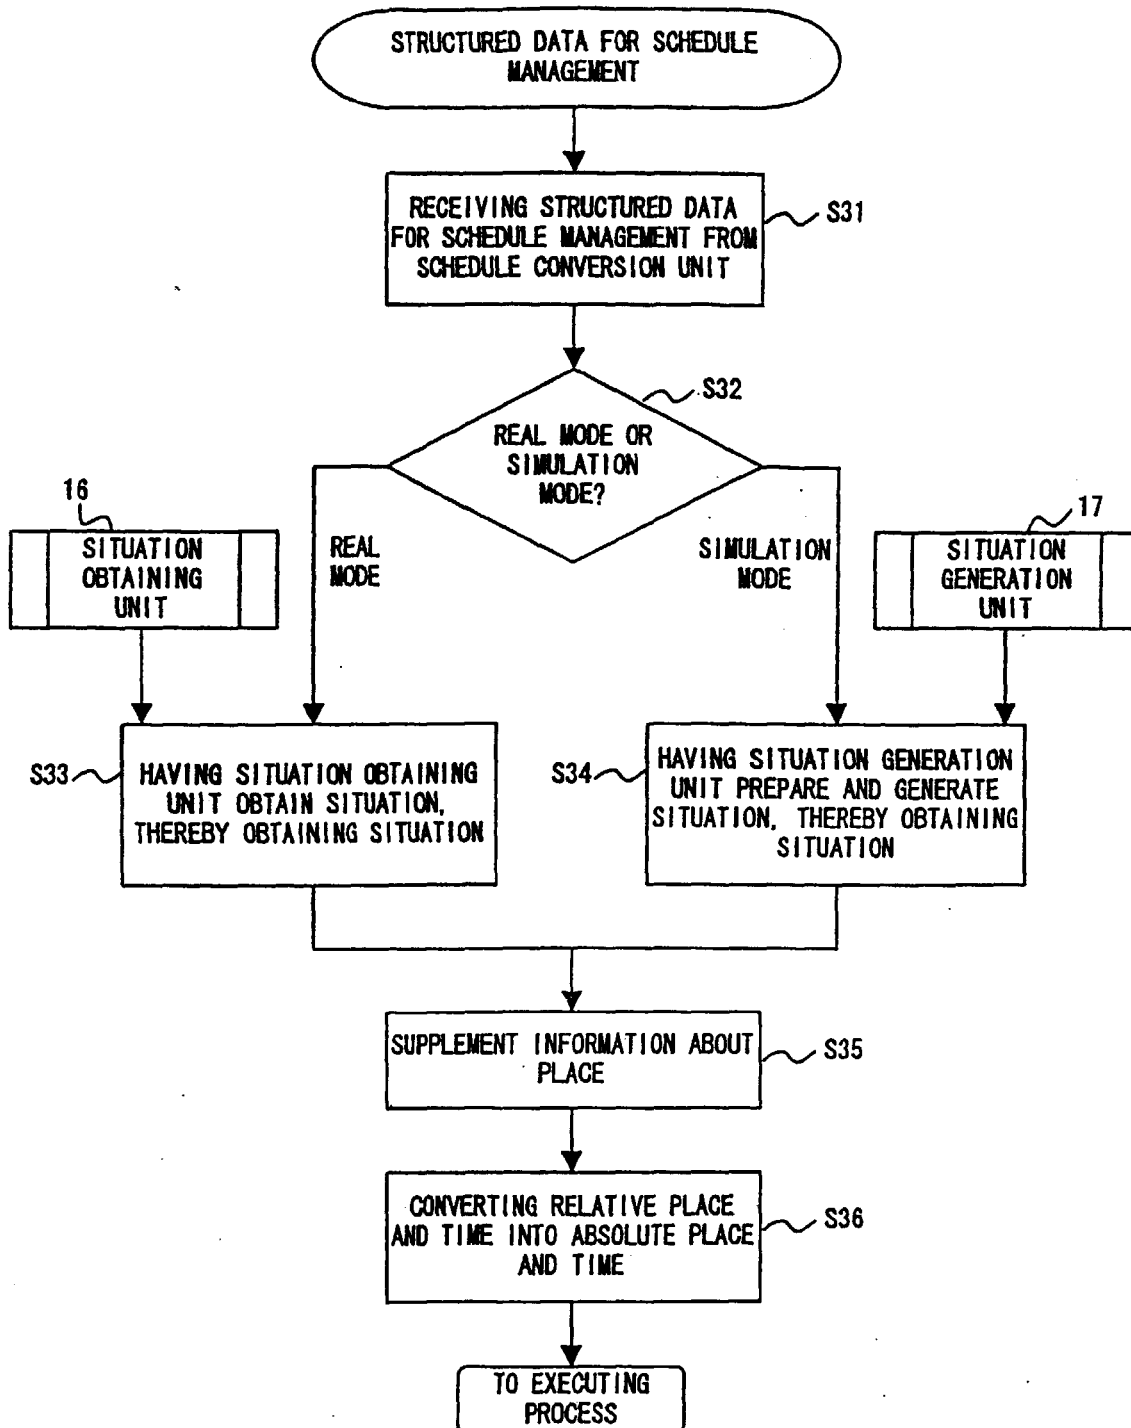 STRUCTURED DATA FOR SCHEDULE
MANAGEMENT
RECEIVING STRUCTURED DATA
FOR SCHEDULE MANAGEMENT FROM
SCHEDULE CONVERSION UNIT
S31
S32
REAL MODE OR
SIMULATION
MODE?
16
SITUATION
OBTAINING
UNIT
REAL
MODE
SIMULATION
MODE
17
SITUATION
GENERATION
UNIT
S33
HAVING SITUATION OBTAINING
UNIT OBTAIN SITUATION,
THEREBY OBTAINING SITUATION
S34
HAVING SITUATION GENERATION
UNIT PREPARE AND GENERATE
SITUATION, THEREBY OBTAINING
SITUATION
SUPPLEMENT INFORMATION ABOUT
PLACE
S35
CONVERTING RELATIVE PLACE
AND TIME INTO ABSOLUTE PLACE
AND TIME
S36
TO EXECUTING
PROCESS